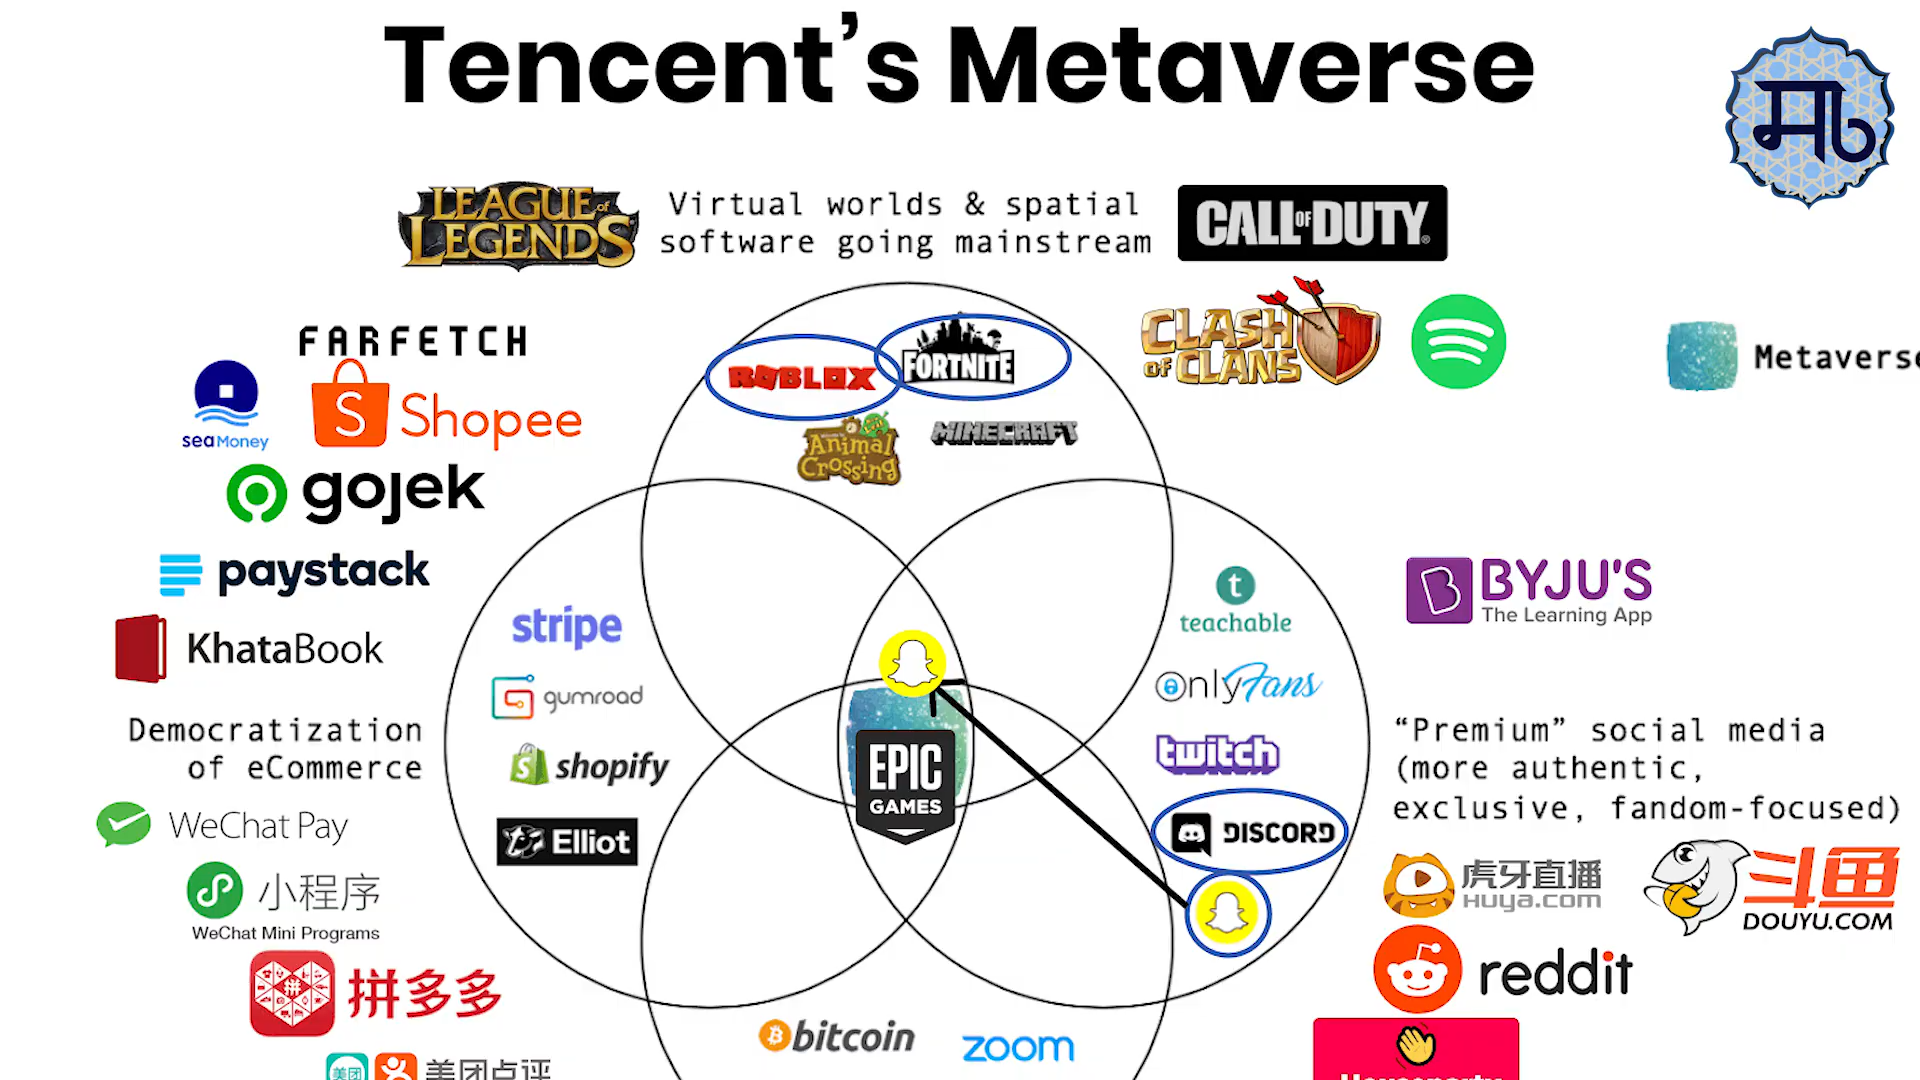 Tencent's Metaverse
मा
LEAGUE of LEGENDS
Virtual worlds & spatial
software going mainstream
CALL OF DUTY
FARFETCH
ROBLOX
FORTNITE
CLASH OF CLANS
Metaverse
sea Money
Shopee
Animal Crossing
MINECRAFT
gojek
paystack
stripe
teachable
BYJU'S
The Learning App
KhataBook
gumroad
OnlyFans
Democratization
of eCommerce
shopify
EPIC
GAMES
twitch
"Premium" social media
(more authentic,
exclusive, fandom-focused)
WeChat Pay
Elliot
DISCORD
小程序
WeChat Mini Programs
虎牙直播
HUYA.com
斗鱼
DOUYU.COM
拼
拼多多
reddit
bitcoin
zoom
美团
美团点评